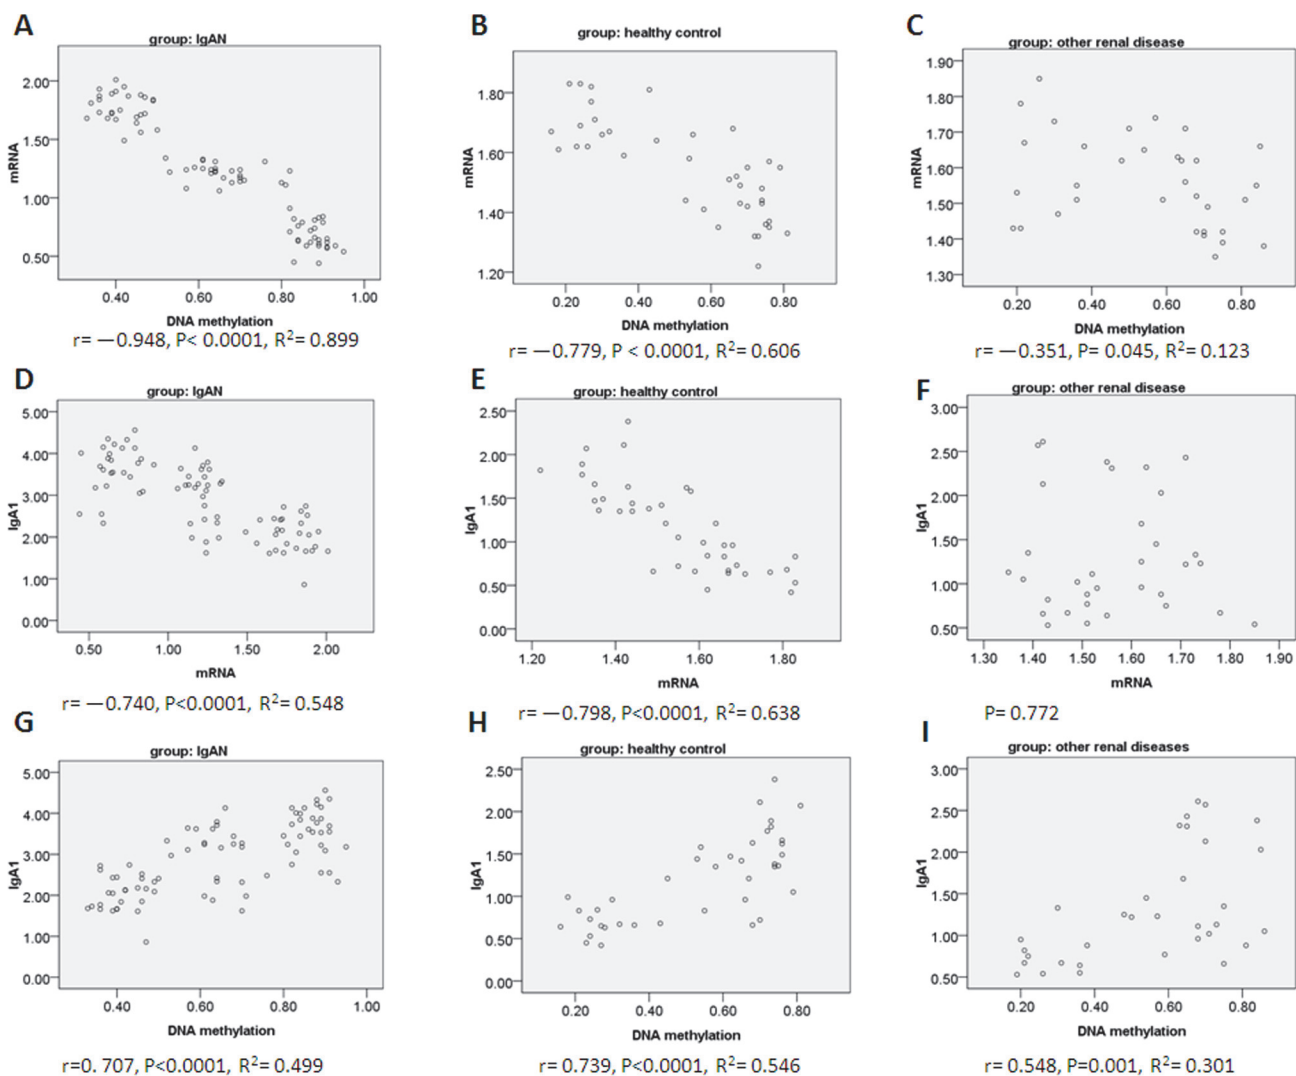 A
group: IgAN
mRNA
2.00
1.50
1.00
0.50
0.40 0.60 0.80 1.00
DNA methylation
r= —0.948, P< 0.0001, R²= 0.899
B
group: healthy control
mRNA
1.80
1.60
1.40
1.20
0.20 0.40 0.60 0.80
DNA methylation
r= —0.779, P < 0.0001, R²= 0.606
C
group: other renal disease
mRNA
1.90
1.80
1.70
1.60
1.50
1.40
1.30
0.20 0.40 0.60 0.80
DNA methylation
r= —0.351, P= 0.045, R²= 0.123
D
group: IgAN
IgA1
5.00
4.00
3.00
2.00
1.00
0.00
0.50 1.00 1.50 2.00
mRNA
r= —0.740, P<0.0001, R²= 0.548
E
group: healthy control
IgA1
2.50
2.00
1.50
1.00
0.50
0.00
1.20 1.40 1.60 1.80
mRNA
r= —0.798, P<0.0001, R²= 0.638
F
group: other renal disease
IgA1
3.00
2.50
2.00
1.50
1.00
0.50
1.30 1.40 1.50 1.60 1.70 1.80 1.90
mRNA
P= 0.772
G
group: IgAN
IgA1
5.00
4.00
3.00
2.00
1.00
0.00
0.40 0.60 0.80 1.00
DNA methylation
r=0. 707, P<0.0001, R²= 0.499
H
group: healthy control
IgA1
2.50
2.00
1.50
1.00
0.50
0.00
0.20 0.40 0.60 0.80
DNA methylation
r= 0.739, P<0.0001, R²= 0.546
I
group: other renal diseases
IgA1
3.00
2.50
2.00
1.50
1.00
0.50
0.20 0.40 0.60 0.80
DNA methylation
r= 0.548, P=0.001, R²= 0.301